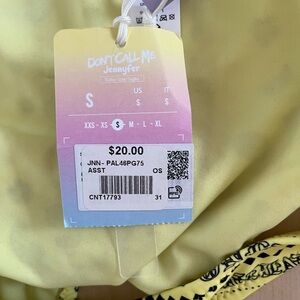 DON'T CALL ME
Jennyfer
S
US
S
IT
S
XXS - XS - S - M - L - XL
$20.00
JNN- PAL46PG75
ASST
OS
CNT17793
31